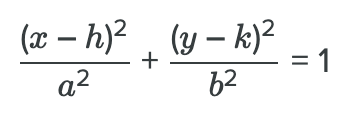 (x − h)²/a² + (y − k)²/b² = 1